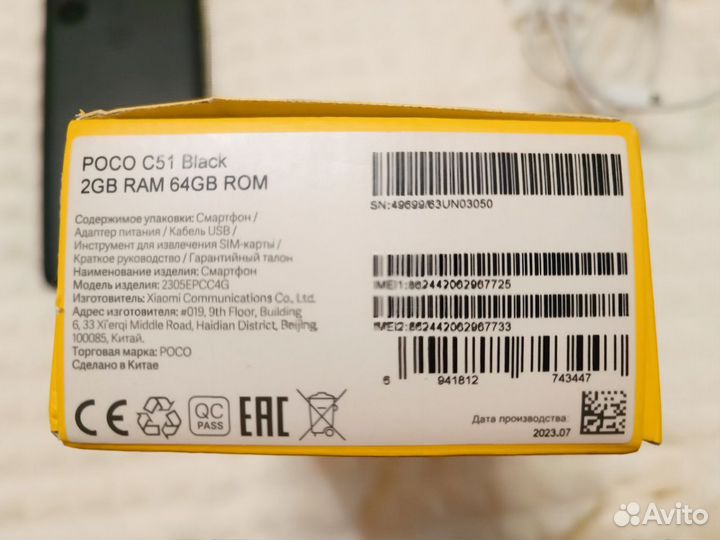 POCO C51 Black
2GB RAM 64GB ROM
Содержимое упаковки: Смартфон /
Адаптер питания / Кабель USB /
Инструмент для извлечения SIM-карты /
Краткое руководство / Гарантийный талон
Наименование изделия: Смартфон
Модель изделия: 2305EPCC4G
Изготовитель: Xiaomi Communications Co., Ltd.
Адрес изготовителя: #019, 9th Floor, Building
6, 33 Xi'erqi Middle Road, Haidian District, Beijing,
100085, Китай.
Торговая марка: POCO
Сделано в Китае
CE
QC
PASS
EAC
SN:49699/63UN03050
IMEI1:862442062967725
IMEI2:862442062967733
6 941812 743447
Дата производства:
2023.07
Avito